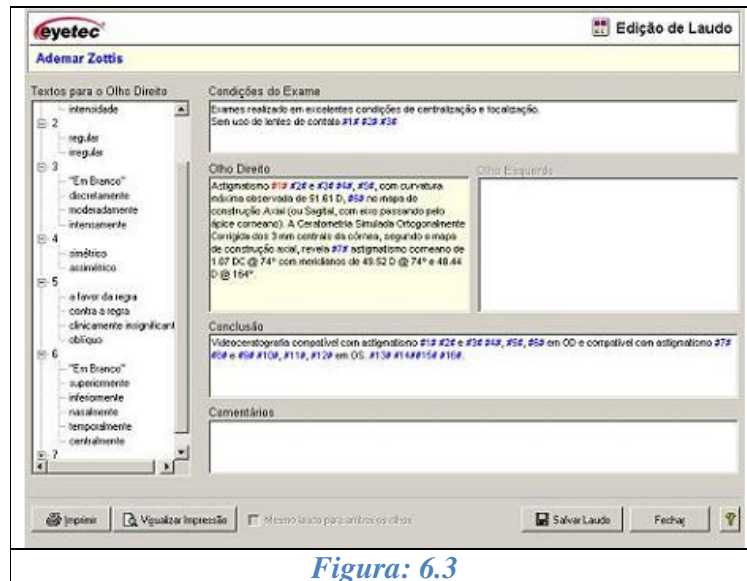 eyetec
Edição de Laudo
Ademar Zottis
Textos para o Olho Direito
intensidade
2
regular
irregular
3
"Em Branco"
discretamente
moderadamente
intensamente
4
simétrico
assimétrico
5
a favor da regra
contra a regra
clinicamente insignificant
oblíquo
6
"Em Branco"
superiormente
inferiormente
nasalmente
temporalmente
centralmente
7
Condições do Exame
Exames realizado em excelentes condições de centralização e focalização.
Sem uso de lentes de contato #1# #2# #3#
Olho Direito
Astigmatismo #1# #2# e #3# #4#, #5#, com curvatura
máxima observada de 51.61 D, #6# no mapa de
construção Axial (ou Sagital, com eixo passando pelo
ápice corneano). A Ceratometria Simulada Ortogonalmente
Corrigida dos 3 mm centrais da córnea, segundo o mapa
de construção axial, revela #7# astigmatismo corneano de
1.07 DC @ 74° com meridianos de 49.52 D @ 74° e 48.44
D @ 164°.
Olho Esquerdo
Conclusão
Videoceratografia compatível com astigmatismo #1# #2# e #3# #4#, #5#, #6# em OD e compatível com astigmatismo #7#
#8# e #9# #10#, #11#, #12# em OS. #13# #14##15# #16#.
Comentários
Imprimir
Visualizar Impressão
Mesmo laudo para ambos os olhos
Salvar Laudo
Fechar
?
Figura: 6.3